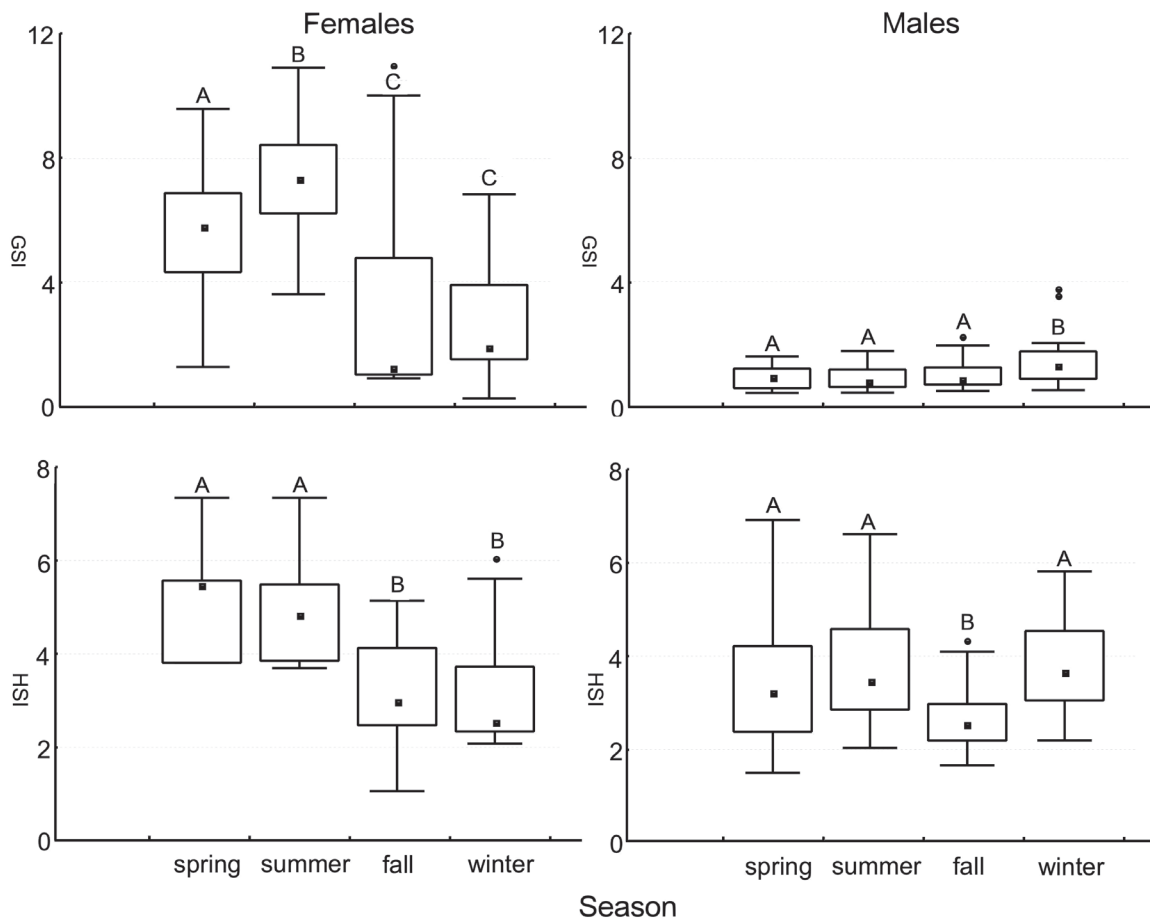 Females
Males
12
8
4
0
GSI
A
B
C
C
12
8
4
0
GSI
A
A
A
B
8
6
4
2
0
HSI
A
A
B
B
spring
summer
fall
winter
8
6
4
2
0
HSI
A
A
B
A
spring
summer
fall
winter
Season